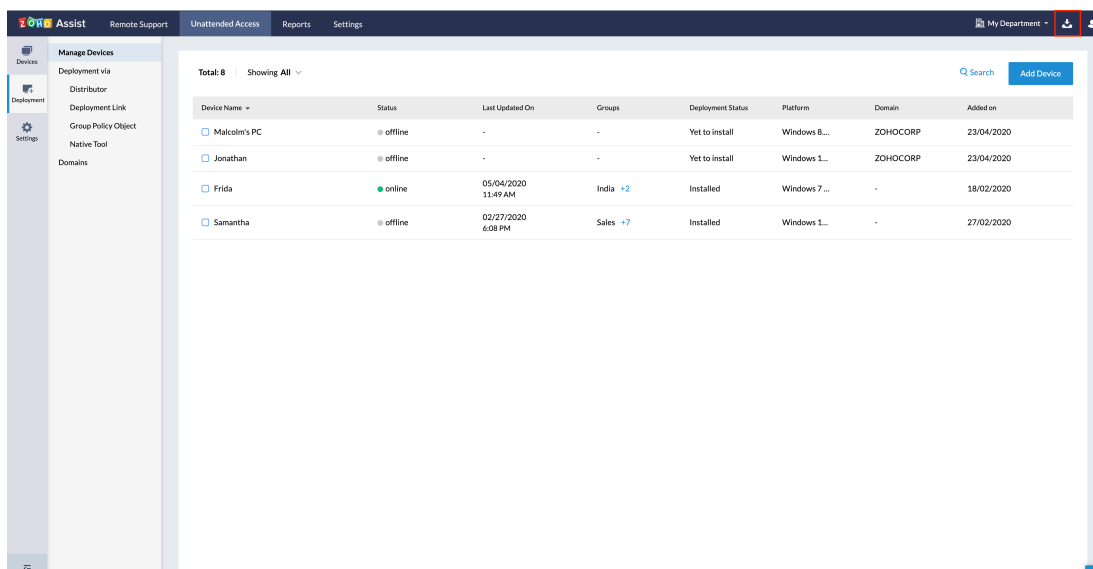 ZOHO Assist Remote Support Unattended Access Reports Settings My Department
Devices
Deployment
Settings
Manage Devices
Deployment via
Distributor
Deployment Link
Group Policy Object
Native Tool
Domains
Total: 8 Showing All Search Add Device
Device Name Status Last Updated On Groups Deployment Status Platform Domain Added on
Malcolm's PC offline - - Yet to install Windows 8.... ZOHOCORP 23/04/2020
Jonathan offline - - Yet to install Windows 1... ZOHOCORP 23/04/2020
Frida online 05/04/2020 11:49 AM India +2 Installed Windows 7 ... - 18/02/2020
Samantha offline 02/27/2020 6:08 PM Sales +7 Installed Windows 1... - 27/02/2020